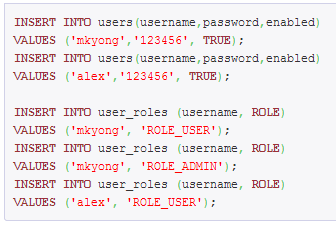 INSERT INTO users(username,password,enabled)
VALUES ('mkyong','123456', TRUE);
INSERT INTO users(username,password,enabled)
VALUES ('alex','123456', TRUE);
INSERT INTO user_roles (username, ROLE)
VALUES ('mkyong', 'ROLE_USER');
INSERT INTO user_roles (username, ROLE)
VALUES ('mkyong', 'ROLE_ADMIN');
INSERT INTO user_roles (username, ROLE)
VALUES ('alex', 'ROLE_USER');